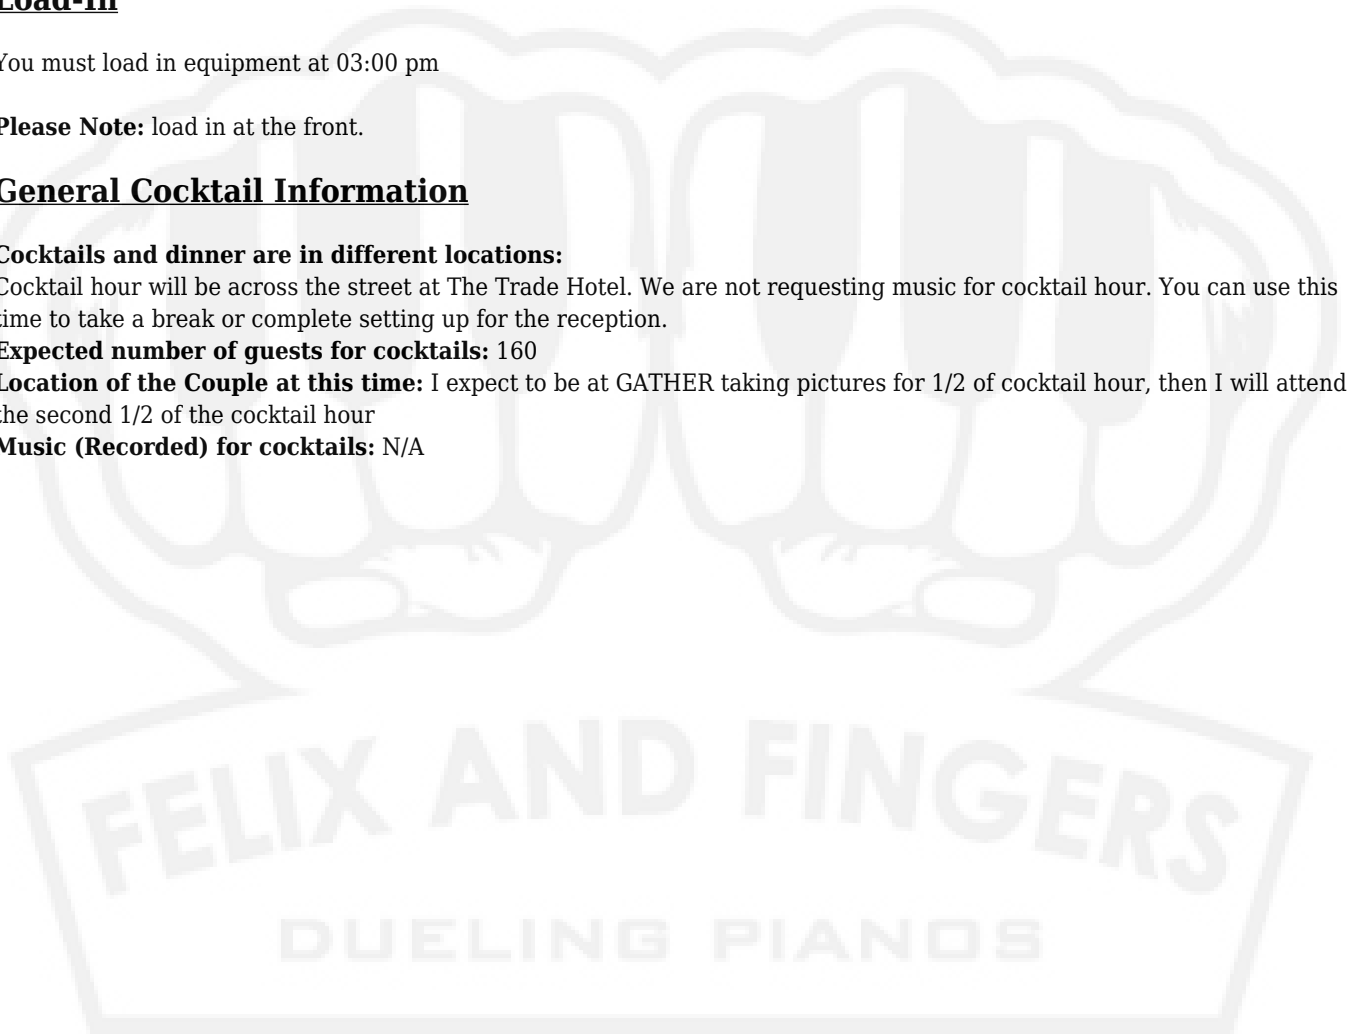 Load-In
You must load in equipment at 03:00 pm
Please Note: load in at the front.
General Cocktail Information
Cocktails and dinner are in different locations:
Cocktail hour will be across the street at The Trade Hotel. We are not requesting music for cocktail hour. You can use this
time to take a break or complete setting up for the reception.
Expected number of guests for cocktails: 160
Location of the Couple at this time: I expect to be at GATHER taking pictures for 1/2 of cocktail hour, then I will attend
the second 1/2 of the cocktail hour
Music (Recorded) for cocktails: N/A
FELIX AND FINGERS
DUELING PIANOS